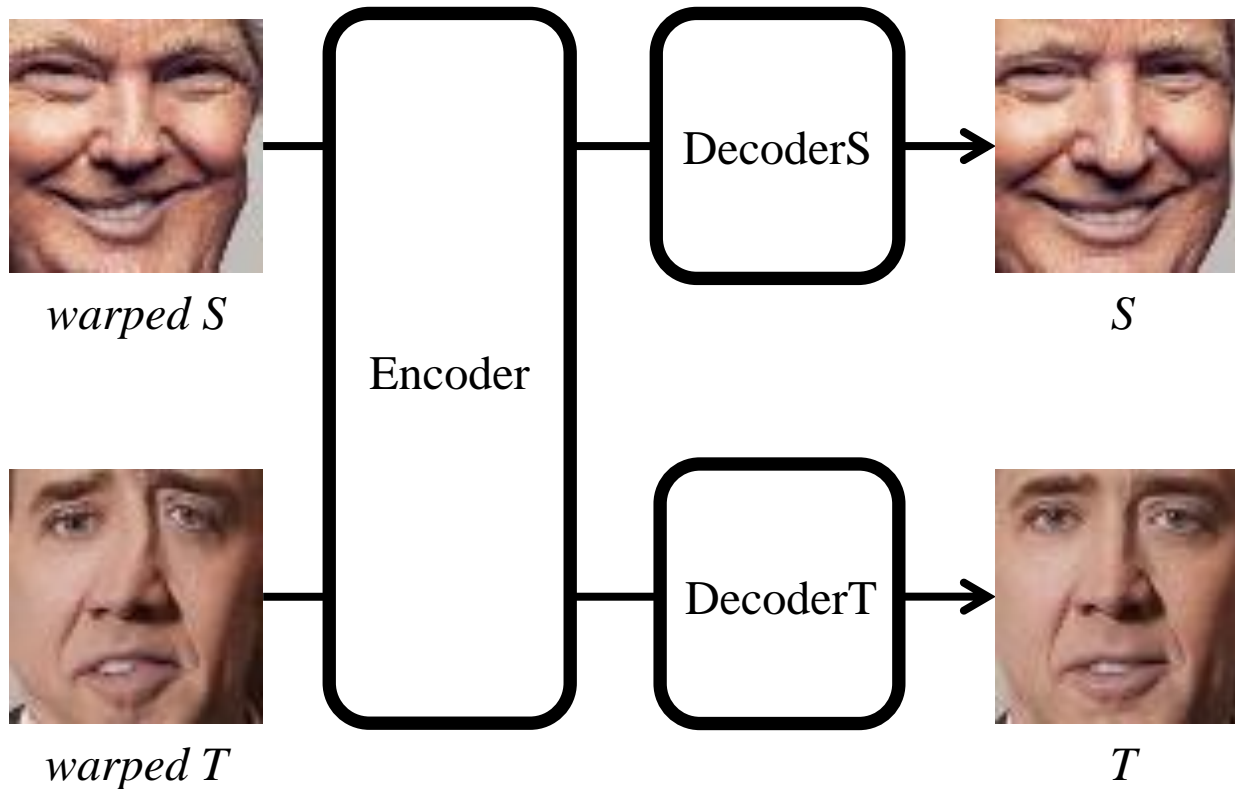 DecoderS
warped S
S
Encoder
DecoderT
warped T
T